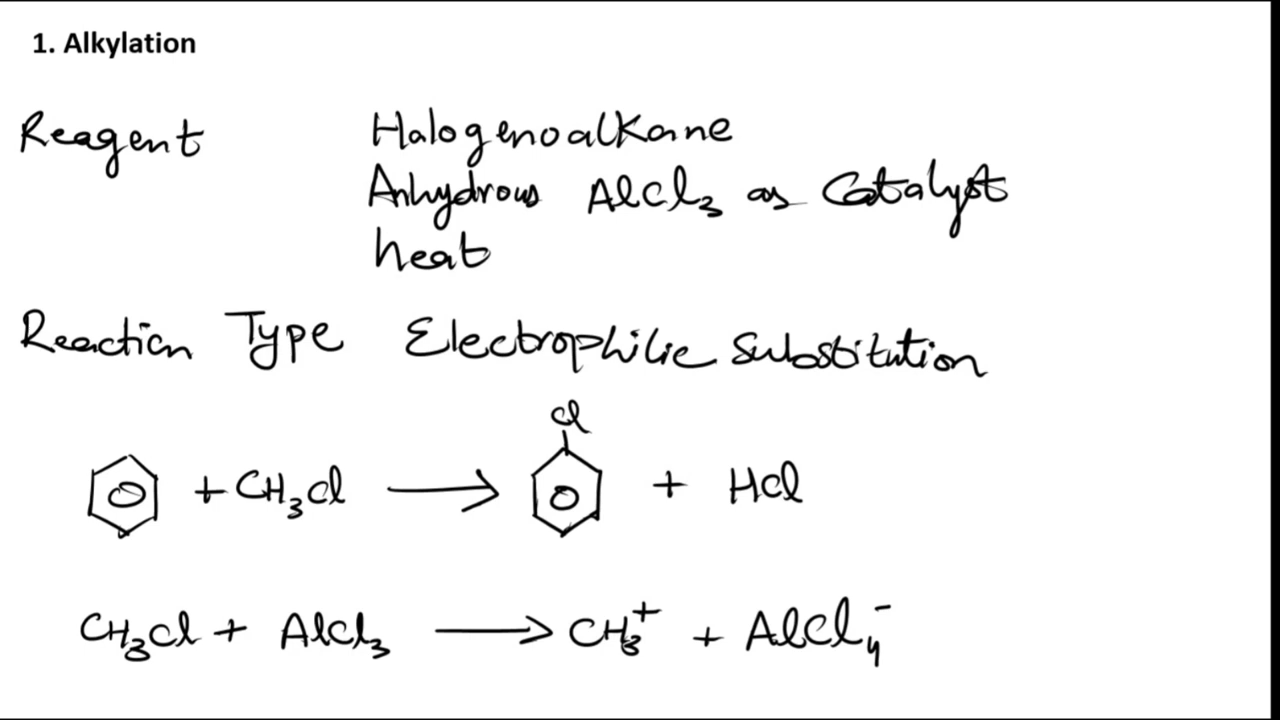 1. Alkylation
Reagent Halogenoalkane
Anhydrous AlCl₃ as Catalyst
heat
Reaction Type Electrophilic Substitution
Cl
+ CH₃Cl ⟶ + HCl
CH₃Cl + AlCl₃ ⟶ CH₃⁺ + AlCl₄⁻